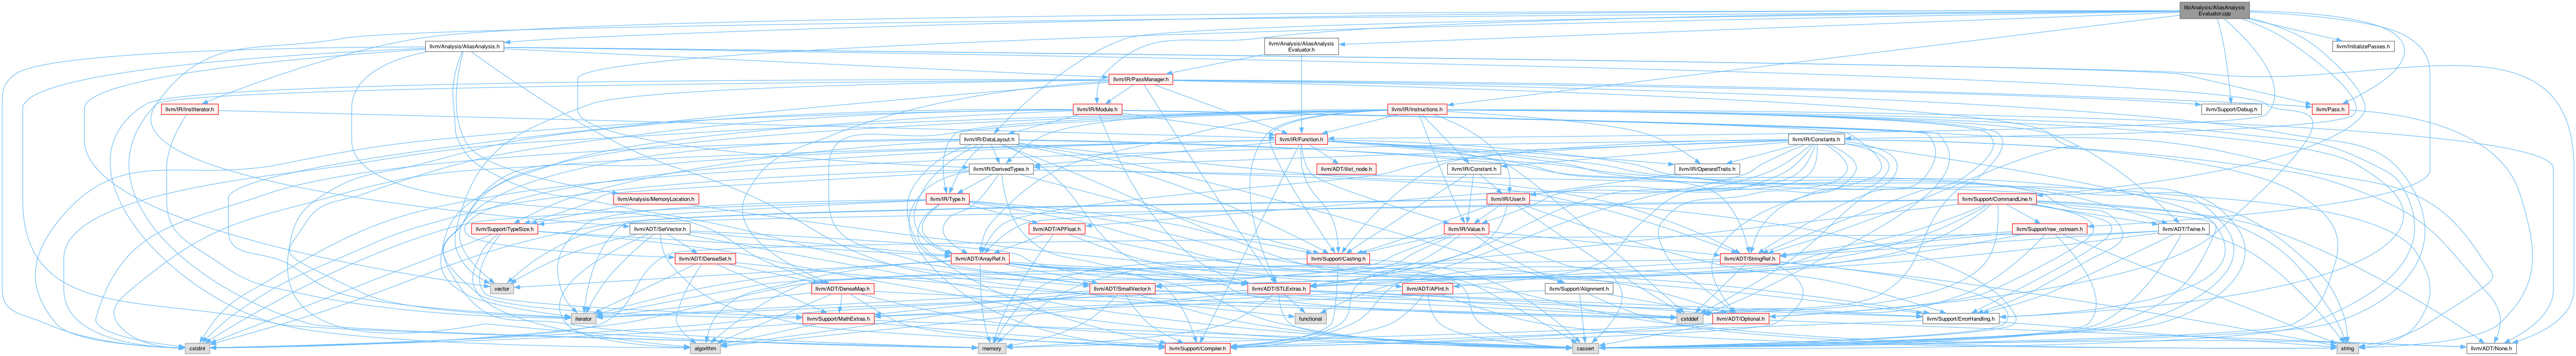 lib/Analysis/AliasAnalysis
Evaluator.cpp
llvm/Analysis/AliasAnalysis.h
llvm/Analysis/AliasAnalysis
Evaluator.h
llvm/InitializePasses.h
llvm/IR/PassManager.h
llvm/IR/InstIterator.h
llvm/IR/Module.h
llvm/IR/Instructions.h
llvm/Support/Debug.h
llvm/Pass.h
llvm/IR/DataLayout.h
llvm/IR/Function.h
llvm/IR/Constants.h
llvm/IR/DerivedTypes.h
llvm/ADT/ilist_node.h
llvm/IR/Constant.h
llvm/IR/OperandTraits.h
llvm/Analysis/MemoryLocation.h
llvm/IR/Type.h
llvm/IR/User.h
llvm/Support/CommandLine.h
llvm/Support/TypeSize.h
llvm/ADT/SetVector.h
llvm/ADT/APFloat.h
llvm/IR/Value.h
llvm/Support/raw_ostream.h
llvm/ADT/Twine.h
llvm/ADT/DenseSet.h
llvm/ADT/ArrayRef.h
llvm/Support/Casting.h
llvm/ADT/StringRef.h
vector
llvm/ADT/DenseMap.h
llvm/ADT/SmallVector.h
llvm/ADT/STLExtras.h
llvm/ADT/APInt.h
llvm/Support/Alignment.h
iterator
llvm/Support/MathExtras.h
functional
cstddef
llvm/ADT/Optional.h
llvm/Support/ErrorHandling.h
cstdint
algorithm
memory
llvm/Support/Compiler.h
cassert
llvm/ADT/None.h
string